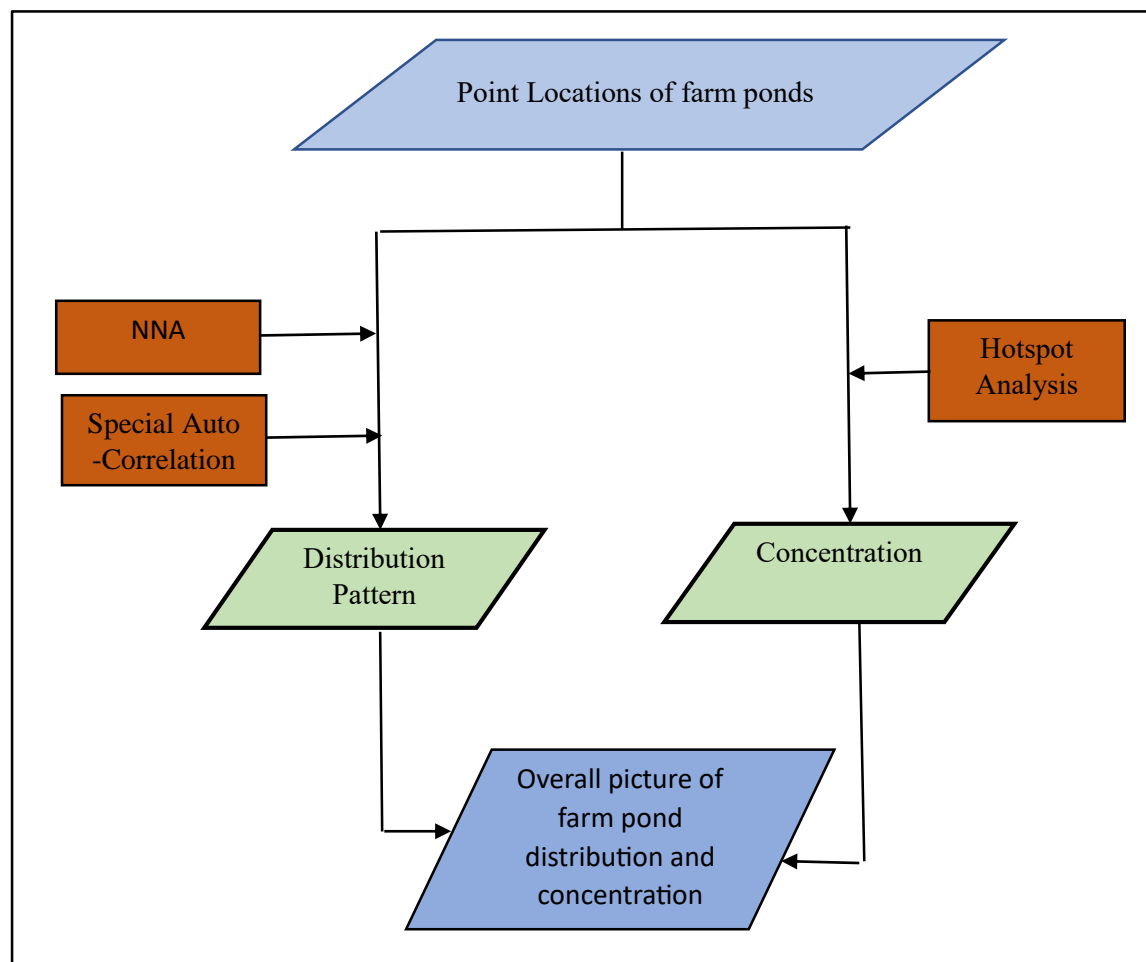 Point Locations of farm ponds
NNA
Hotspot
Analysis
Special Auto
-Correlation
Distribution
Pattern
Concentration
Overall picture of
farm pond
distribution and
concentration